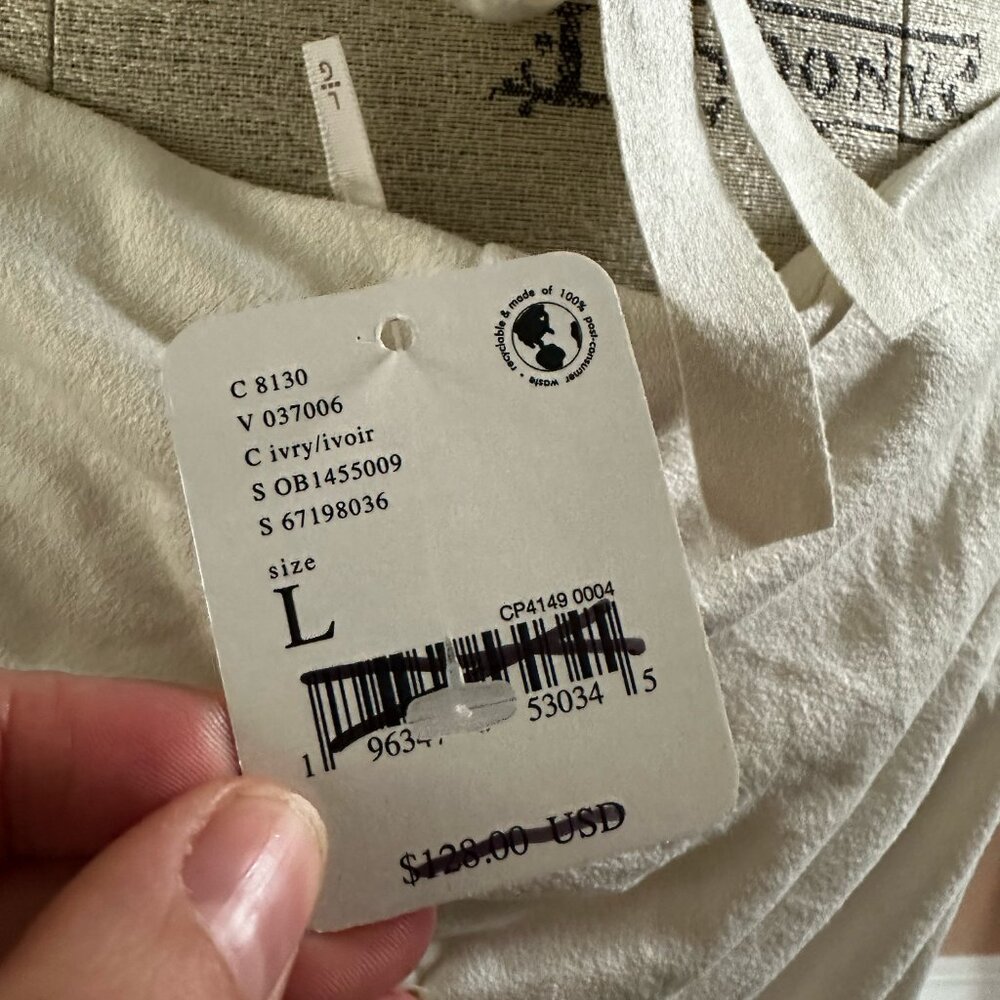 recyclable & made of 100% post-consumer waste •
C 8130
V 037006
C ivry/ivoir
S OB1455009
S 67198036
size
L
CP4149 0004
1 53034 5
$128.00 USD